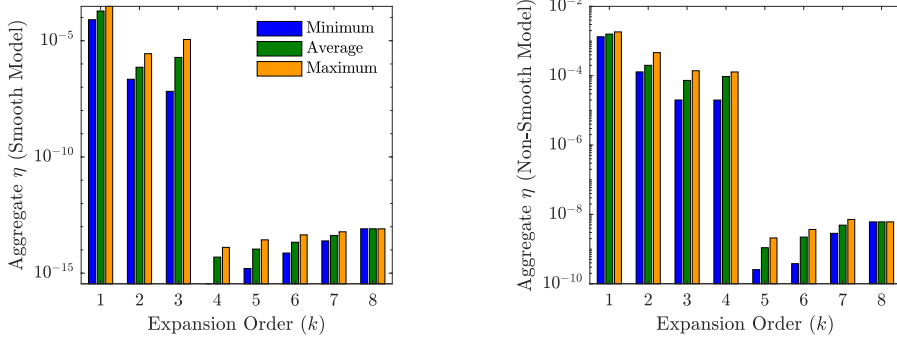 Aggregate η (Smooth Model)
10^-5
10^-10
10^-15
Minimum
Average
Maximum
1 2 3 4 5 6 7 8
Expansion Order (k)
Aggregate η (Non-Smooth Model)
10^-2
10^-4
10^-6
10^-8
10^-10
1 2 3 4 5 6 7 8
Expansion Order (k)